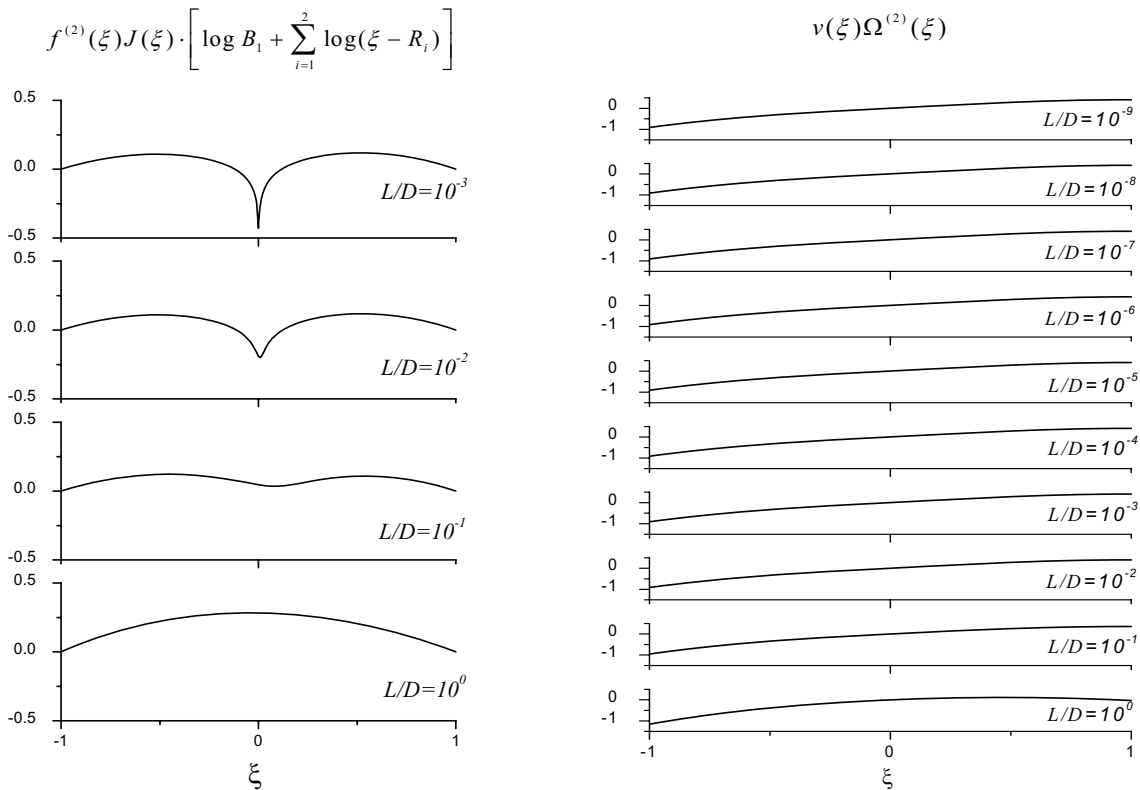 f^{(2)}(ξ)J(ξ)·[log B_1 + \sum_{i=1}^{2} log(ξ − R_i)]
0.5
0.0
-0.5
L/D=10^{-3}
0.0
-0.5
L/D=10^{-2}
0.5
0.0
-0.5
L/D=10^{-1}
0.5
0.0
-0.5
L/D=10^{0}
-1 0 1
ξ
v(ξ)Ω^{(2)}(ξ)
0
-1
L/D=10^{-9}
0
-1
L/D=10^{-8}
0
-1
L/D=10^{-7}
0
-1
L/D=10^{-6}
0
-1
L/D=10^{-5}
0
-1
L/D=10^{-4}
0
-1
L/D=10^{-3}
0
-1
L/D=10^{-2}
0
-1
L/D=10^{-1}
0
-1
L/D=10^{0}
-1 0 1
ξ